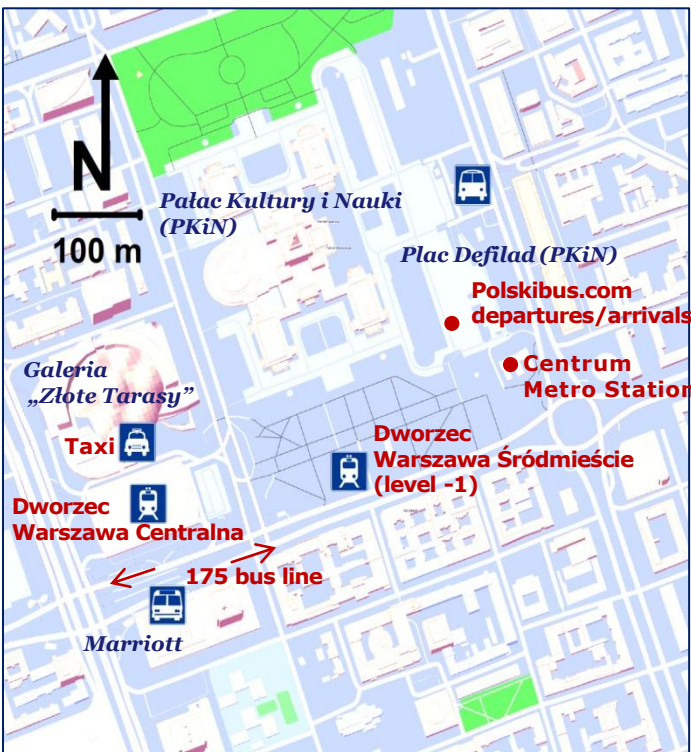 N
100 m
Pałac Kultury i Nauki
(PKiN)
Plac Defilad (PKiN)
Polskibus.com
departures/arrivals
Centrum
Metro Station
Galeria
„Złote Tarasy”
Taxi
Dworzec
Warszawa Śródmieście
(level -1)
Dworzec
Warszawa Centralna
175 bus line
Marriott